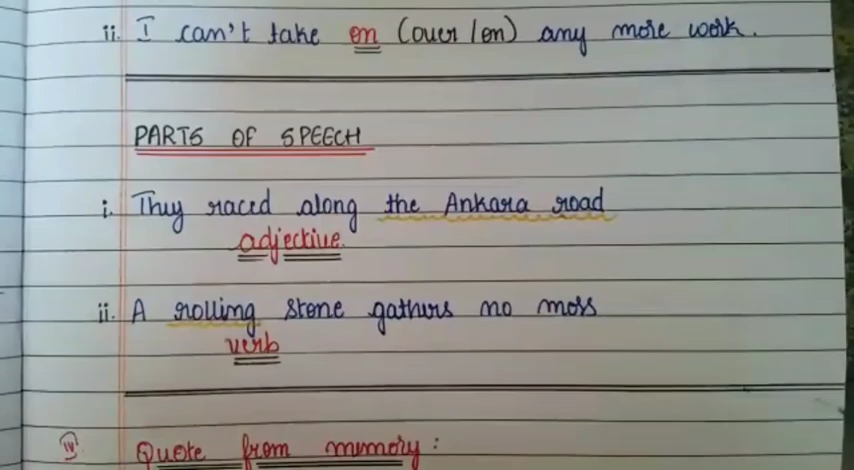 ii. I can't take on (over/on) any more work.
PARTS OF SPEECH
i. They raced along the Ankara road
adjective.
ii. A rolling stone gathers no moss
verb
iv. Quote from memory: